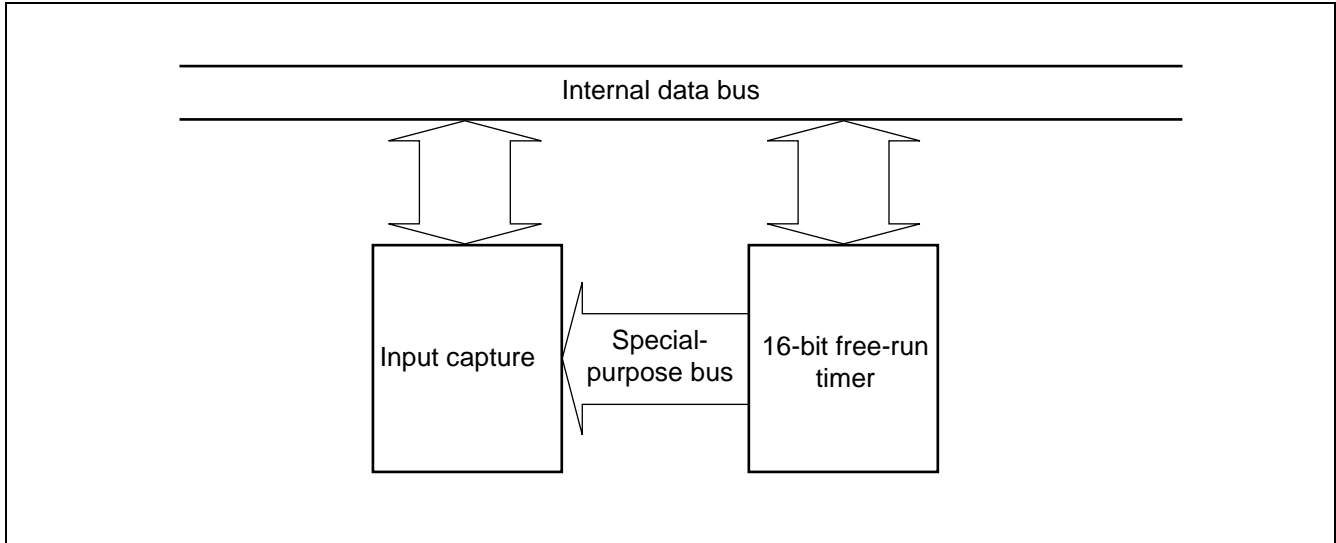 Internal data bus
Input capture
Special-
purpose bus
16-bit free-run
timer